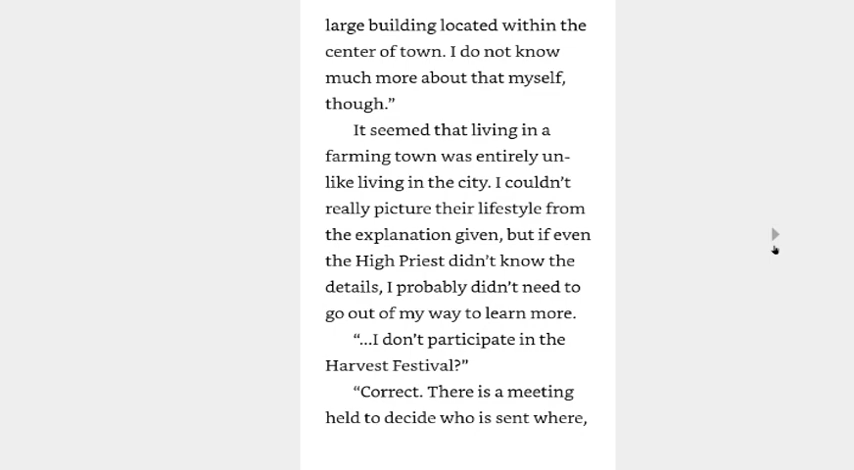 large building located within the
center of town. I do not know
much more about that myself,
though.”
It seemed that living in a
farming town was entirely un-
like living in the city. I couldn’t
really picture their lifestyle from
the explanation given, but if even
the High Priest didn’t know the
details, I probably didn’t need to
go out of my way to learn more.
“...I don’t participate in the
Harvest Festival?”
“Correct. There is a meeting
held to decide who is sent where,